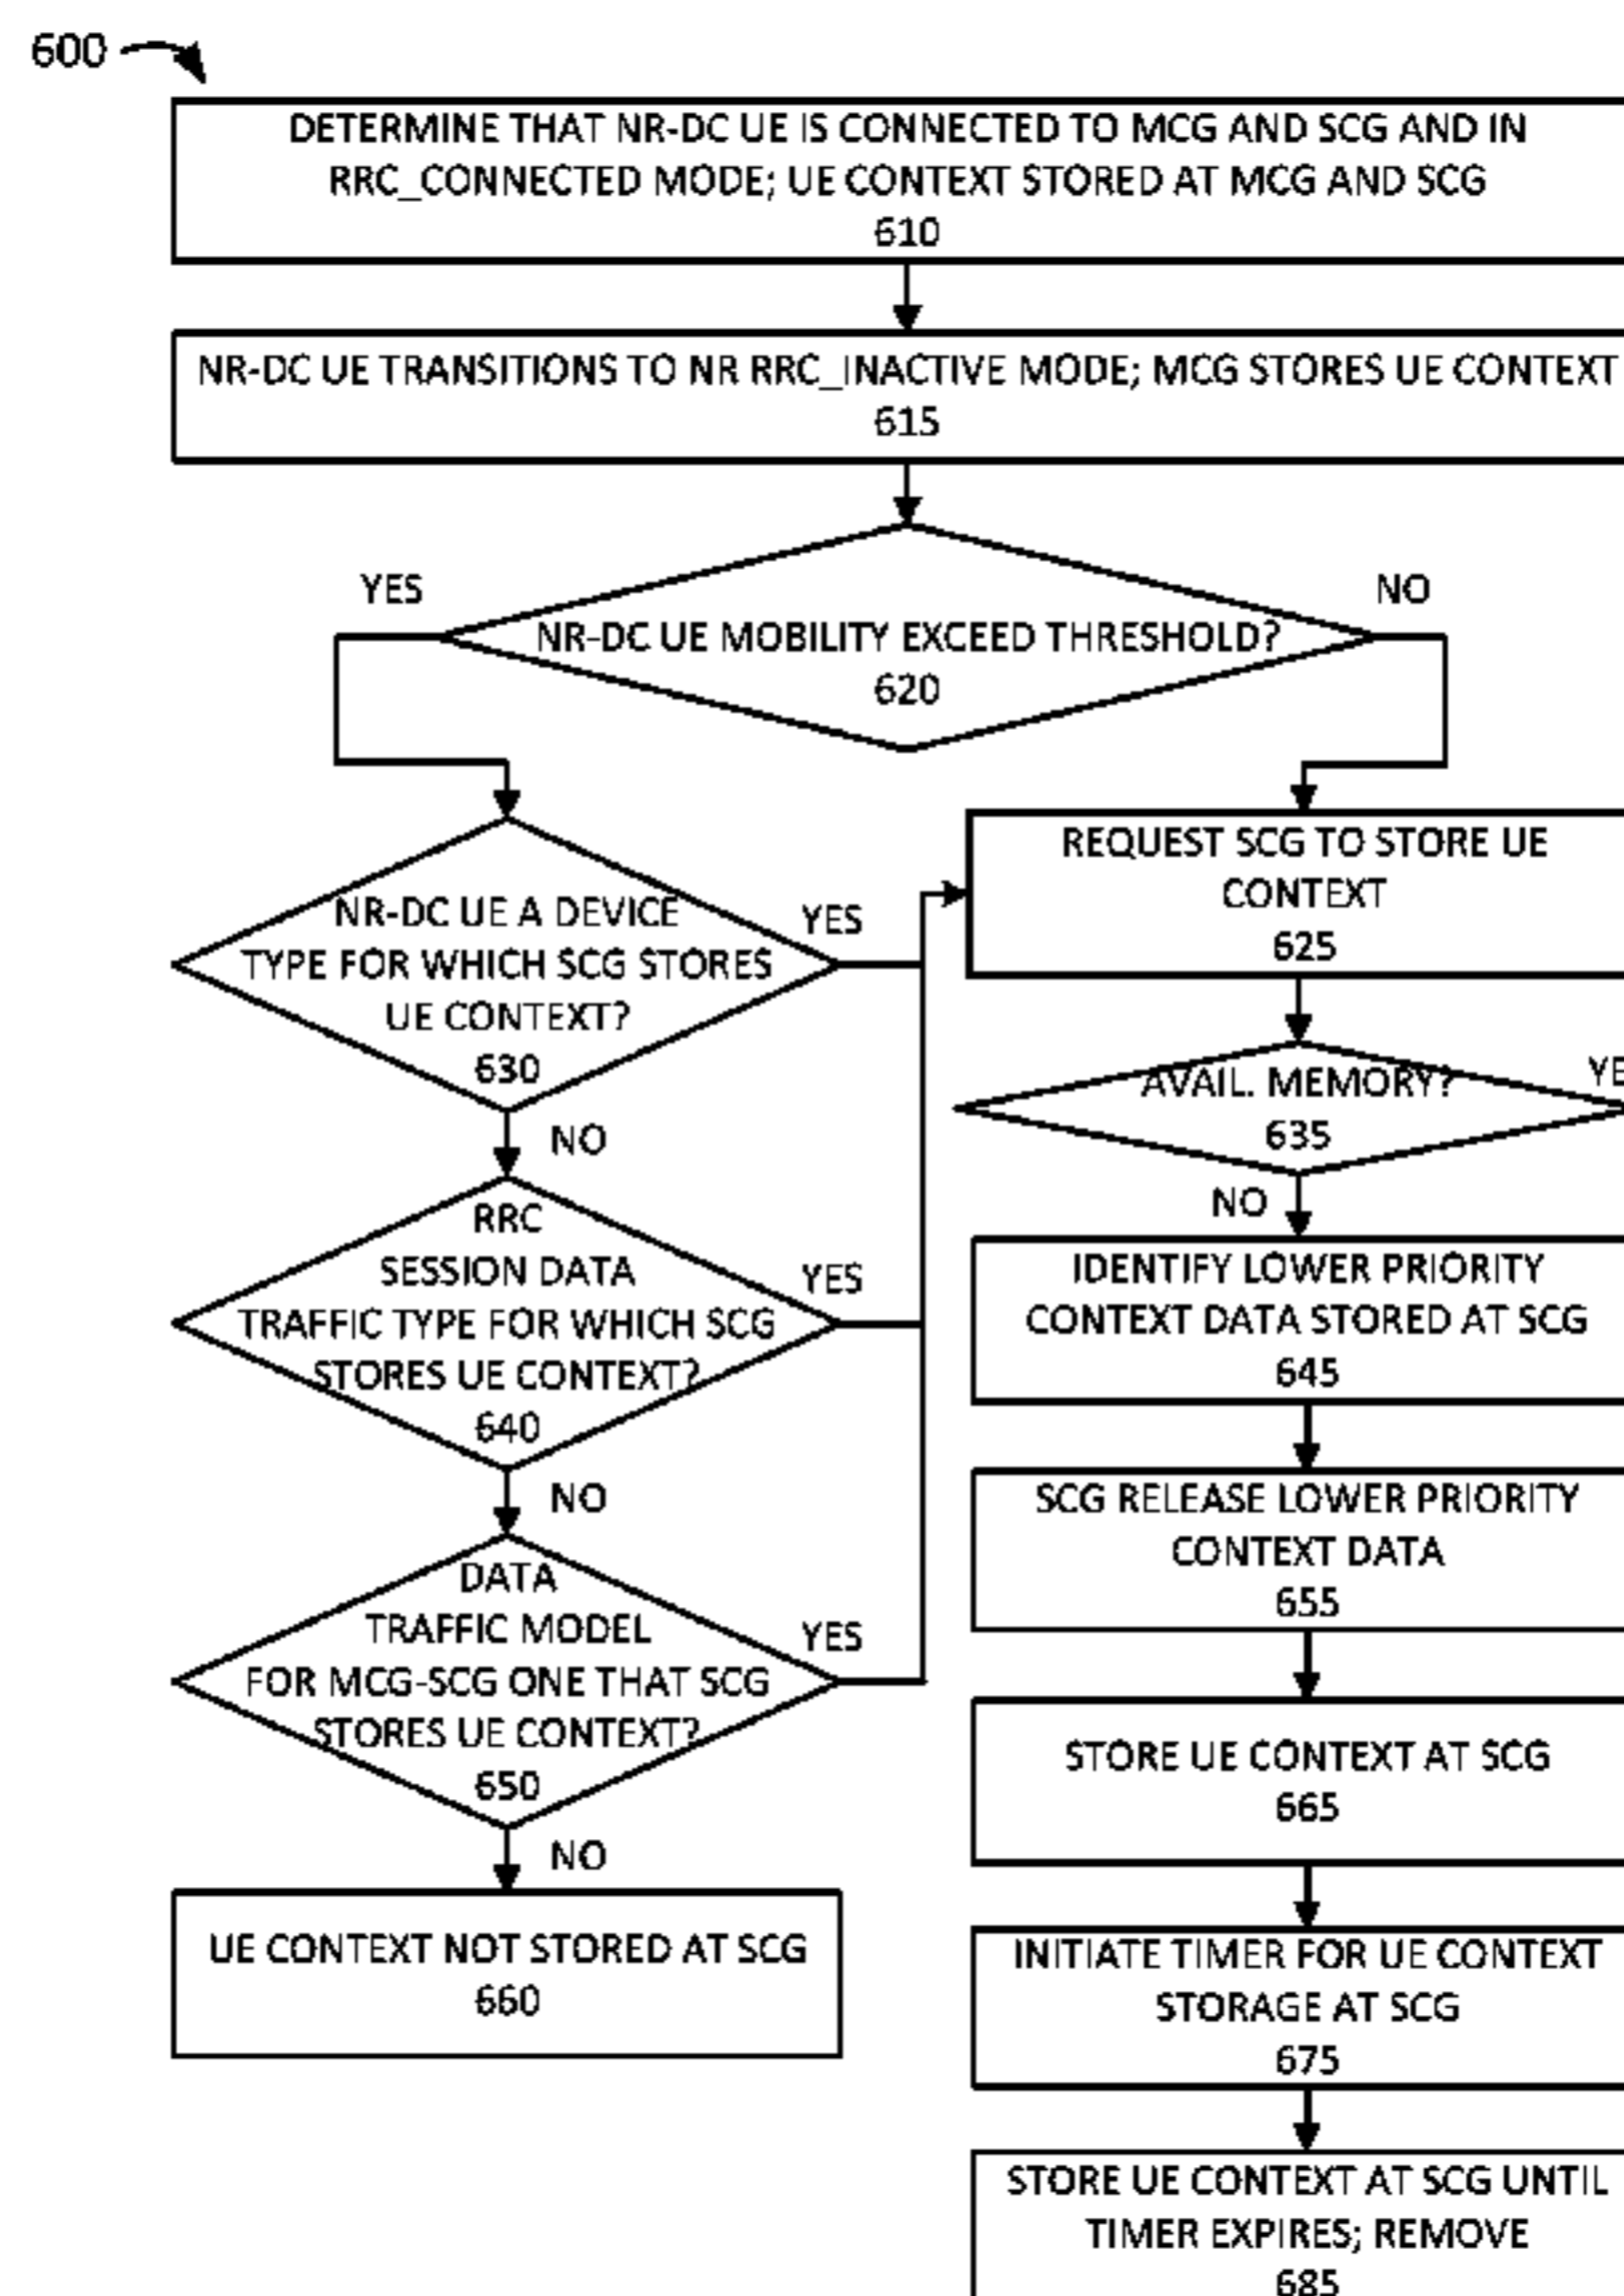 600
DETERMINE THAT NR-DC UE IS CONNECTED TO MCG AND SCG AND IN
RRC_CONNECTED MODE; UE CONTEXT STORED AT MCG AND SCG
610
NR-DC UE TRANSITIONS TO NR RRC_INACTIVE MODE; MCG STORES UE CONTEXT
615
YES
NO
NR-DC UE MOBILITY EXCEED THRESHOLD?
620
NR-DC UE A DEVICE
TYPE FOR WHICH SCG STORES
UE CONTEXT?
630
YES
NO
RRC
SESSION DATA
TRAFFIC TYPE FOR WHICH SCG
STORES UE CONTEXT?
640
YES
NO
DATA
TRAFFIC MODEL
FOR MCG-SCG ONE THAT SCG
STORES UE CONTEXT?
650
YES
NO
UE CONTEXT NOT STORED AT SCG
660
REQUEST SCG TO STORE UE
CONTEXT
625
AVAIL. MEMORY?
635
NO
IDENTIFY LOWER PRIORITY
CONTEXT DATA STORED AT SCG
645
SCG RELEASE LOWER PRIORITY
CONTEXT DATA
655
STORE UE CONTEXT AT SCG
665
INITIATE TIMER FOR UE CONTEXT
STORAGE AT SCG
675
STORE UE CONTEXT AT SCG UNTIL
TIMER EXPIRES; REMOVE
685